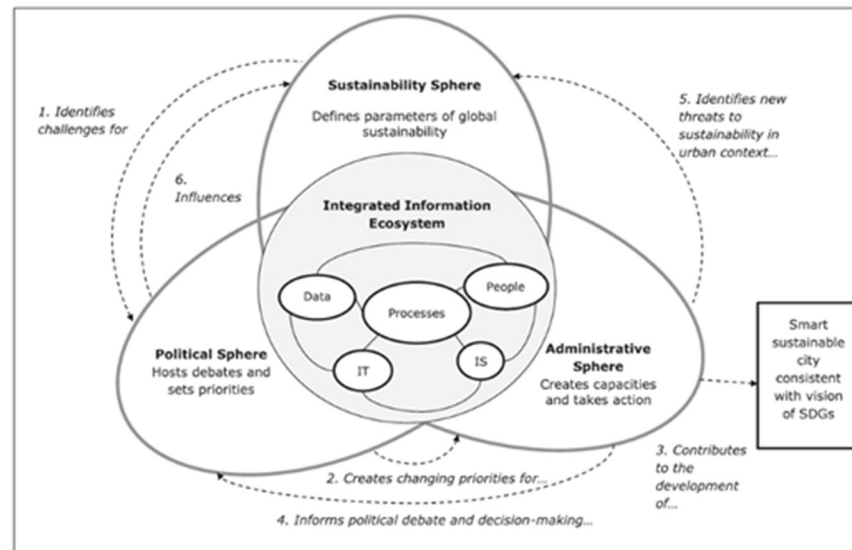 Sustainability Sphere
Defines parameters of global
sustainability
1. Identifies
challenges for
5. Identifies new
threats to
sustainability in
urban context...
6.
Influences
Integrated Information
Ecosystem
Data
Processes
People
IT
IS
Political Sphere
Hosts debates and
sets priorities
Administrative
Sphere
Creates capacities
and takes action
Smart
sustainable
city
consistent
with vision
of SDGs
2. Creates changing priorities for...
3. Contributes
to the
development
of...
4. Informs political debate and decision-making...